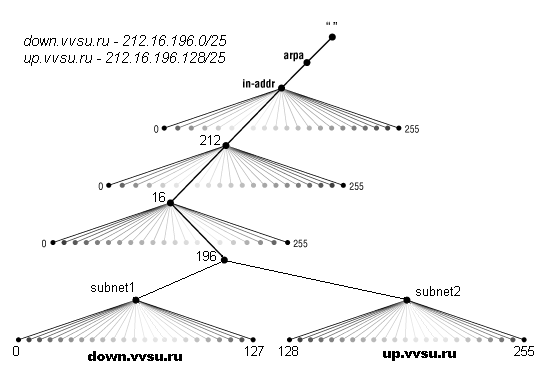 " "
down.vvsu.ru - 212.16.196.0/25
up.vvsu.ru - 212.16.196.128/25
arpa
in-addr
0 255
212
0 255
16
0 255
196
subnet1 subnet2
0 127 128 255
down.vvsu.ru up.vvsu.ru